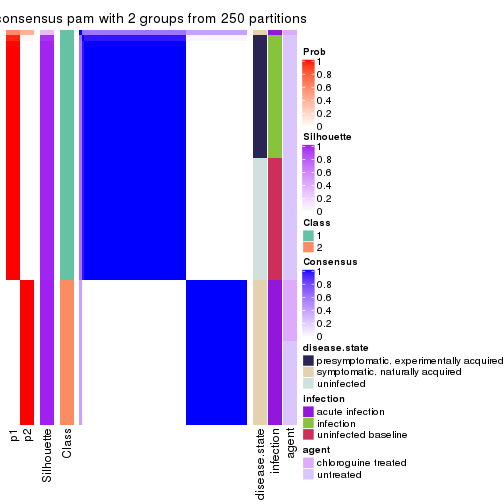 consensus pam with 2 groups from 250 partitions
Prob
1
0.8
0.6
0.4
0.2
0
Silhouette
1
0.8
0.6
0.4
0.2
0
Class
1
2
Consensus
1
0.8
0.6
0.4
0.2
0
disease.state
presymptomatic. experimentally acquired
symptomatic. naturally acquired
uninfected
infection
acute infection
infection
uninfected baseline
agent
chloroguine treated
untreated
p1
p2
Silhouette
Class
disease.state
infection
agent